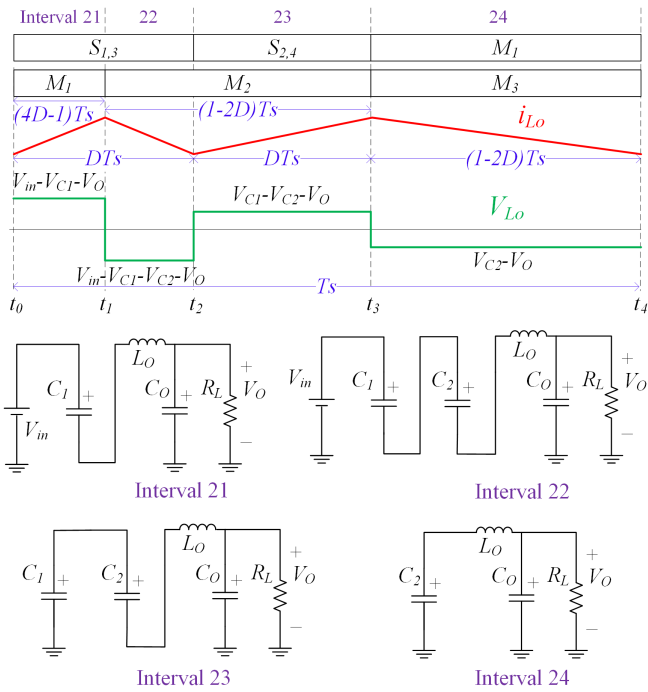 Interval 21 22 23 24
S1,3 S2,4 M1
M1 M2 M3
(4D-1)Ts (1-2D)Ts iLo
DTs DTs (1-2D)Ts
Vin-VC1-VO VC1-VC2-VO VLo
Vin-VC1-VC2-VO VC2-VO
Ts
t0 t1 t2 t3 t4
Vin C1 + LO CO + RL + VO −
Interval 21
Vin C1 + C2 + LO CO + RL + VO −
Interval 22
C1 + C2 + LO CO + RL + VO −
Interval 23
C2 + LO CO + RL + VO −
Interval 24